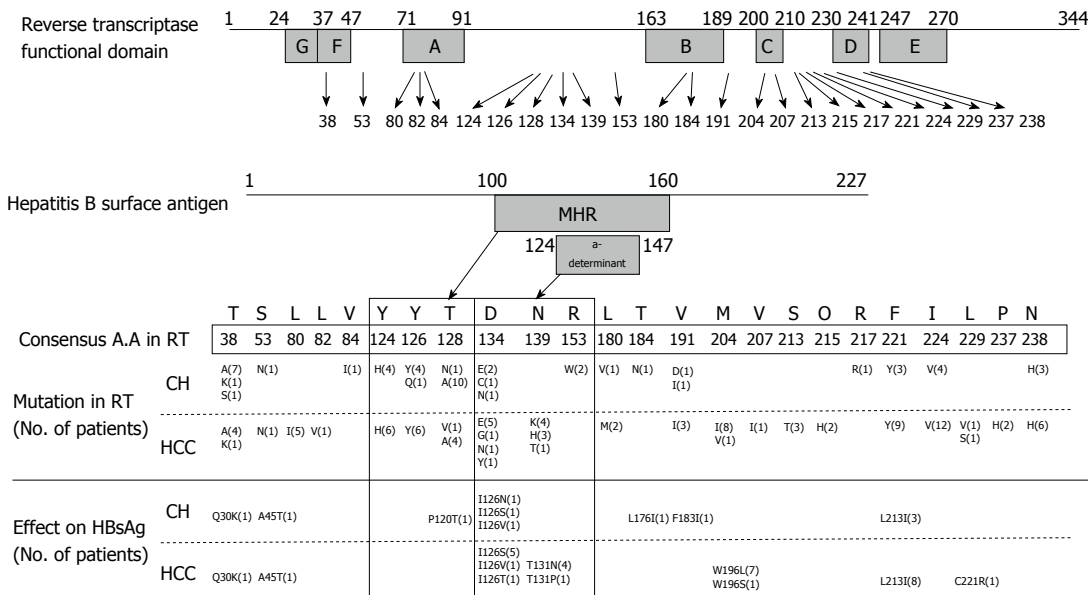 1 24 37 47 71 91 163 189 200 210 230 241 247 270 344
Reverse transcriptase
functional domain
G F A B C D E
38 53 80 82 84 124 126 128 134 139 153 180 184 191 204 207 213 215 217 221 224 229 237 238
1 100 160 227
Hepatitis B surface antigen
MHR
124 147
a-
determinant
T S L L V Y Y T D N R L T V M V S O R F I L P N
Consensus A.A in RT 38 53 80 82 84 124 126 128 134 139 153 180 184 191 204 207 213 215 217 221 224 229 237 238
Mutation in RT
(No. of patients)
CH
A(7) N(1) I(1) H(4) Y(4) N(1) E(2) W(2) V(1) N(1) D(1) R(1) Y(3) V(4) H(3)
K(1) Q(1) A(10) C(1) I(1)
S(1) N(1)
HCC
A(4) N(1) I(5) V(1) H(6) Y(6) V(1) E(5) K(4) M(2) I(3) I(8) I(1) T(3) H(2) Y(9) V(12) V(1) H(2) H(6)
K(1) A(4) G(1) H(3) V(1) S(1)
N(1) T(1)
Y(1)
Effect on HBsAg
(No. of patients)
CH
I126N(1)
Q30K(1) A45T(1) P120T(1) I126S(1) L176I(1) F183I(1) L213I(3)
I126V(1)
HCC
I126S(5)
I126V(1) T131N(4) W196L(7)
Q30K(1) A45T(1) I126T(1) T131P(1) W196S(1) L213I(8) C221R(1)